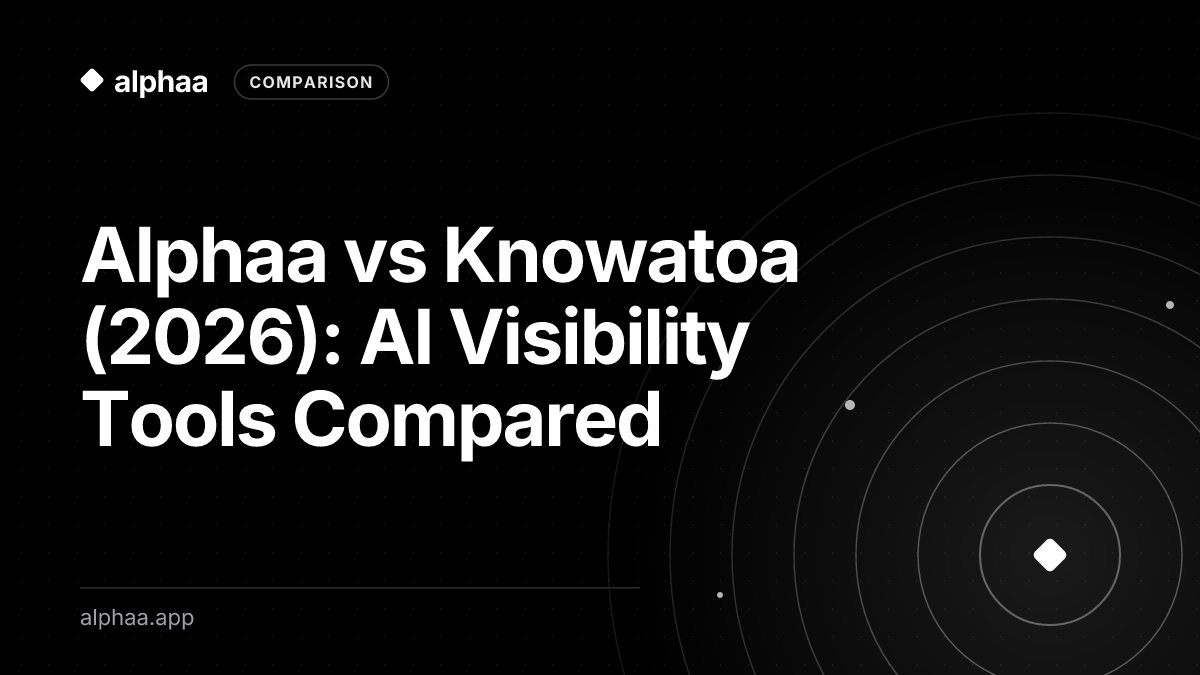 alphaa
COMPARISON
Alphaa vs Knowatoa
(2026): AI Visibility
Tools Compared
alphaa.app